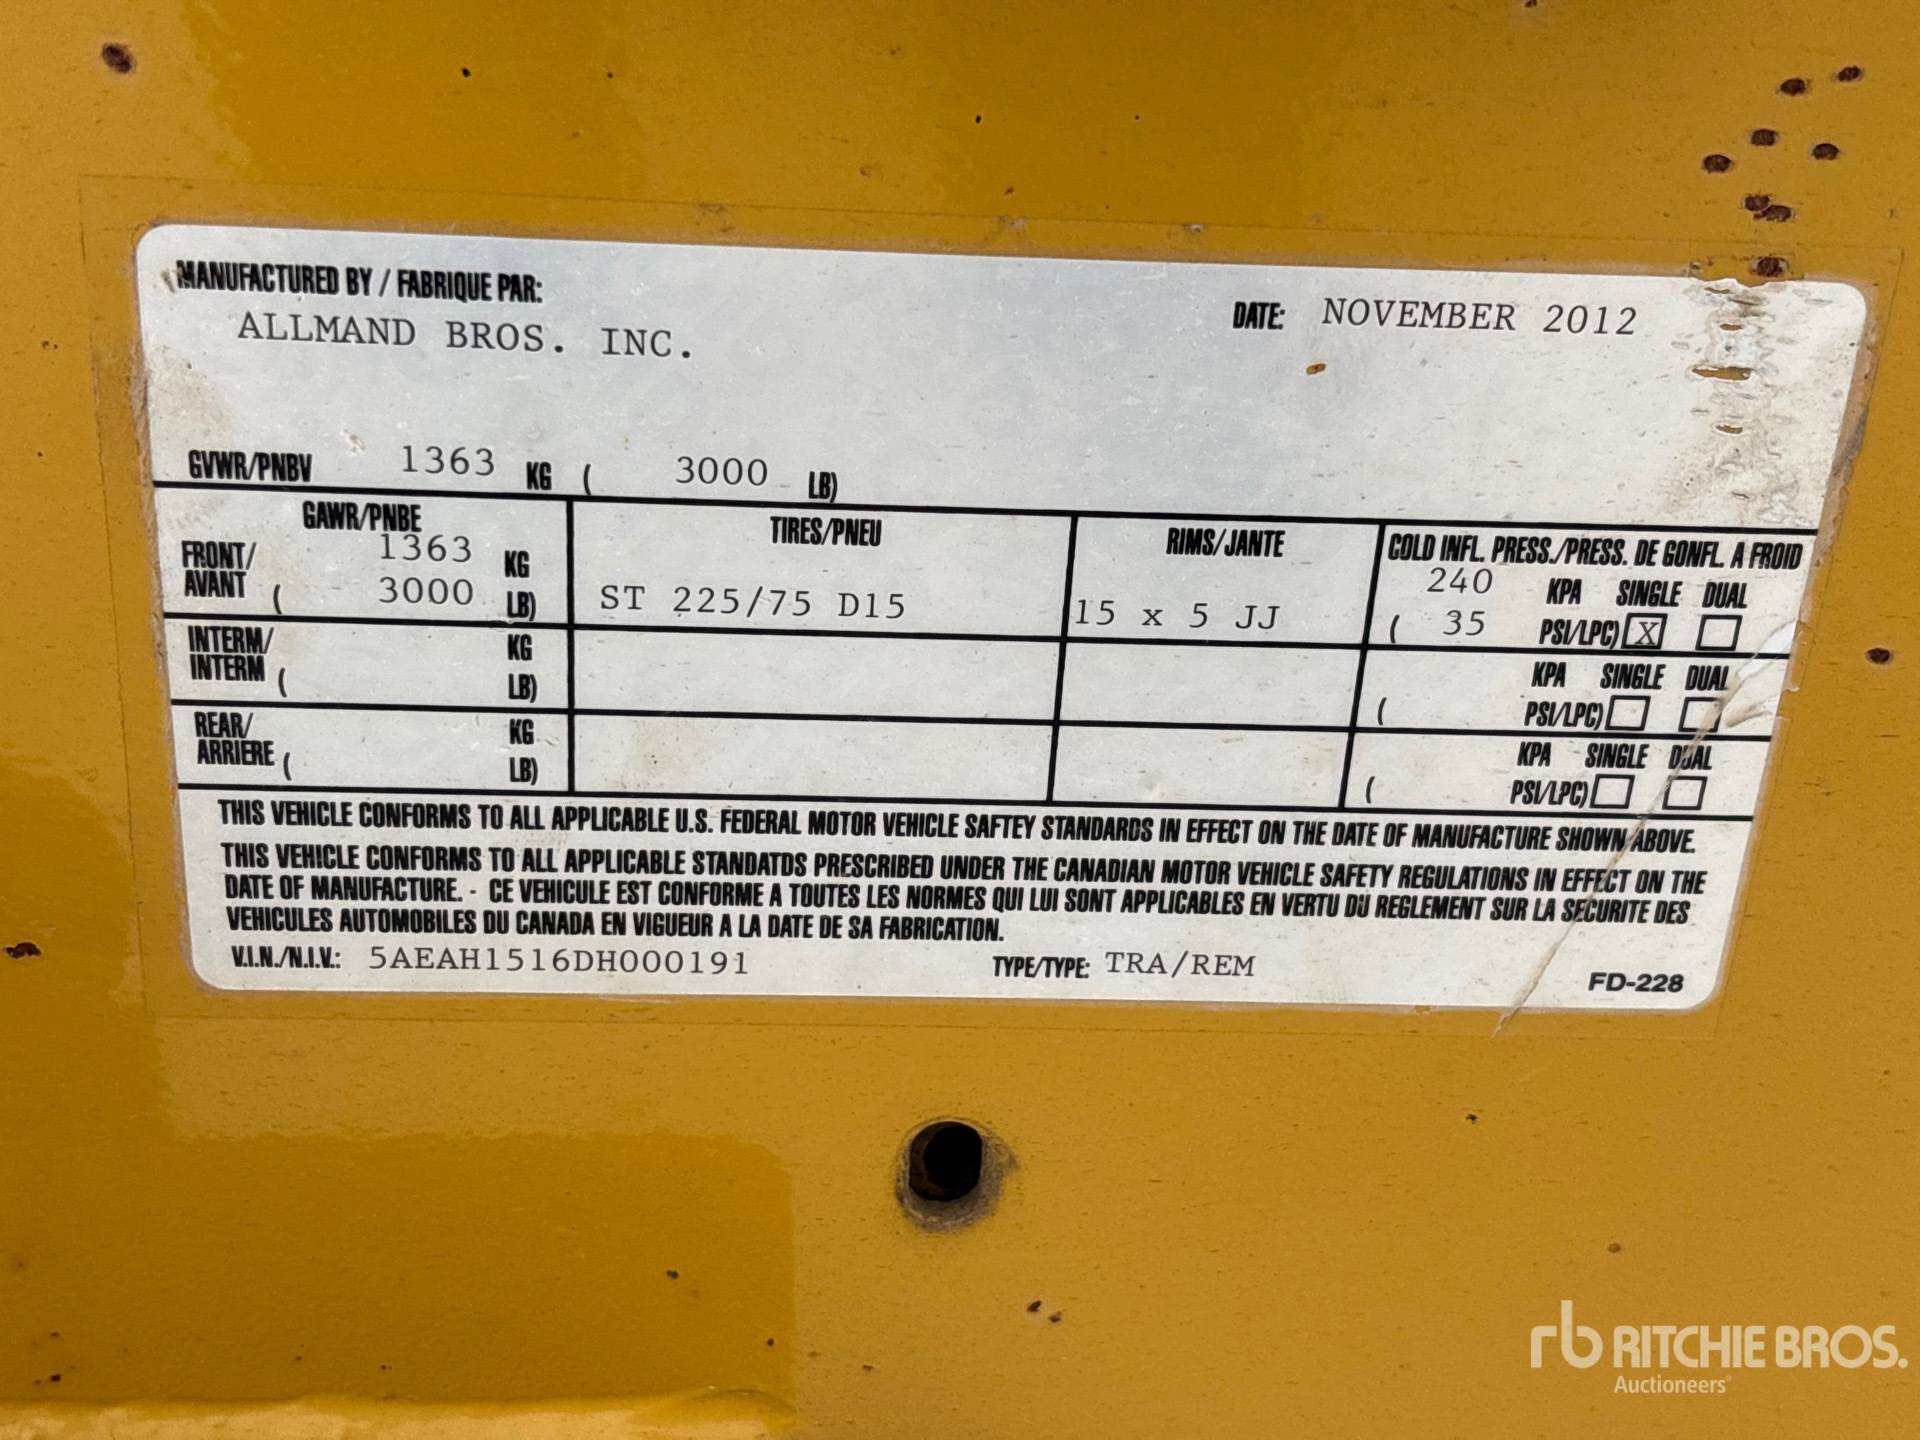 MANUFACTURED BY / FABRIQUE PAR:
ALLMAND BROS. INC.
DATE: NOVEMBER 2012
GVWR/PNBV 1363 KG ( 3000 LB)
GAWR/PNBE TIRES/PNEU RIMS/JANTE COLD INFL. PRESS./PRESS. DE GONFL. A FROID
FRONT/ 1363 KG 240 KPA SINGLE DUAL
AVANT ( 3000 LB) ST 225/75 D15 15 x 5 JJ ( 35 PSI/LPC) X
INTERM/ KG KPA SINGLE DUAL
INTERM ( LB) ( PSI/LPC)
REAR/ KG KPA SINGLE DUAL
ARRIERE ( LB) ( PSI/LPC)
THIS VEHICLE CONFORMS TO ALL APPLICABLE U.S. FEDERAL MOTOR VEHICLE SAFTEY STANDARDS IN EFFECT ON THE DATE OF MANUFACTURE SHOWN ABOVE.
THIS VEHICLE CONFORMS TO ALL APPLICABLE STANDATDS PRESCRIBED UNDER THE CANADIAN MOTOR VEHICLE SAFETY REGULATIONS IN EFFECT ON THE
DATE OF MANUFACTURE. - CE VEHICULE EST CONFORME A TOUTES LES NORMES QUI LUI SONT APPLICABLES EN VERTU DU REGLEMENT SUR LA SECURITE DES
VEHICULES AUTOMOBILES DU CANADA EN VIGUEUR A LA DATE DE SA FABRICATION.
V.I.N./N.I.V.: 5AEAH1516DH000191 TYPE/TYPE: TRA/REM FD-228
rb RITCHIE BROS.
Auctioneers